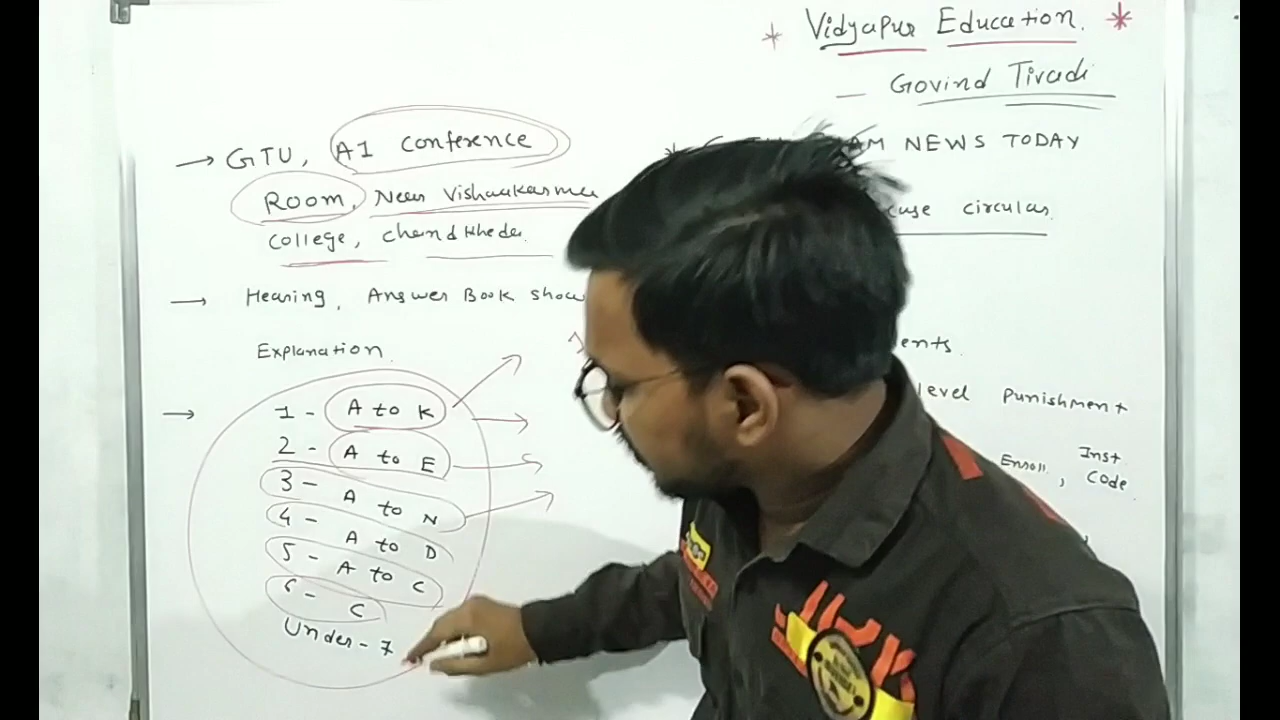 * Vidyapur Education. *
— Govind Tivadi
→ GTU, A1 Conference
Room, Near Vishwakarma
College, Chandkheda.
→ Hearing, Answer Book show
Explanation.
→ 1 - A to K
2 - A to E
3 - A to N
4 - A to D
5 - A to C
6 - C
Under - 7
AM NEWS TODAY
circular
ents.
level Punishment
Enroll, Inst. Code